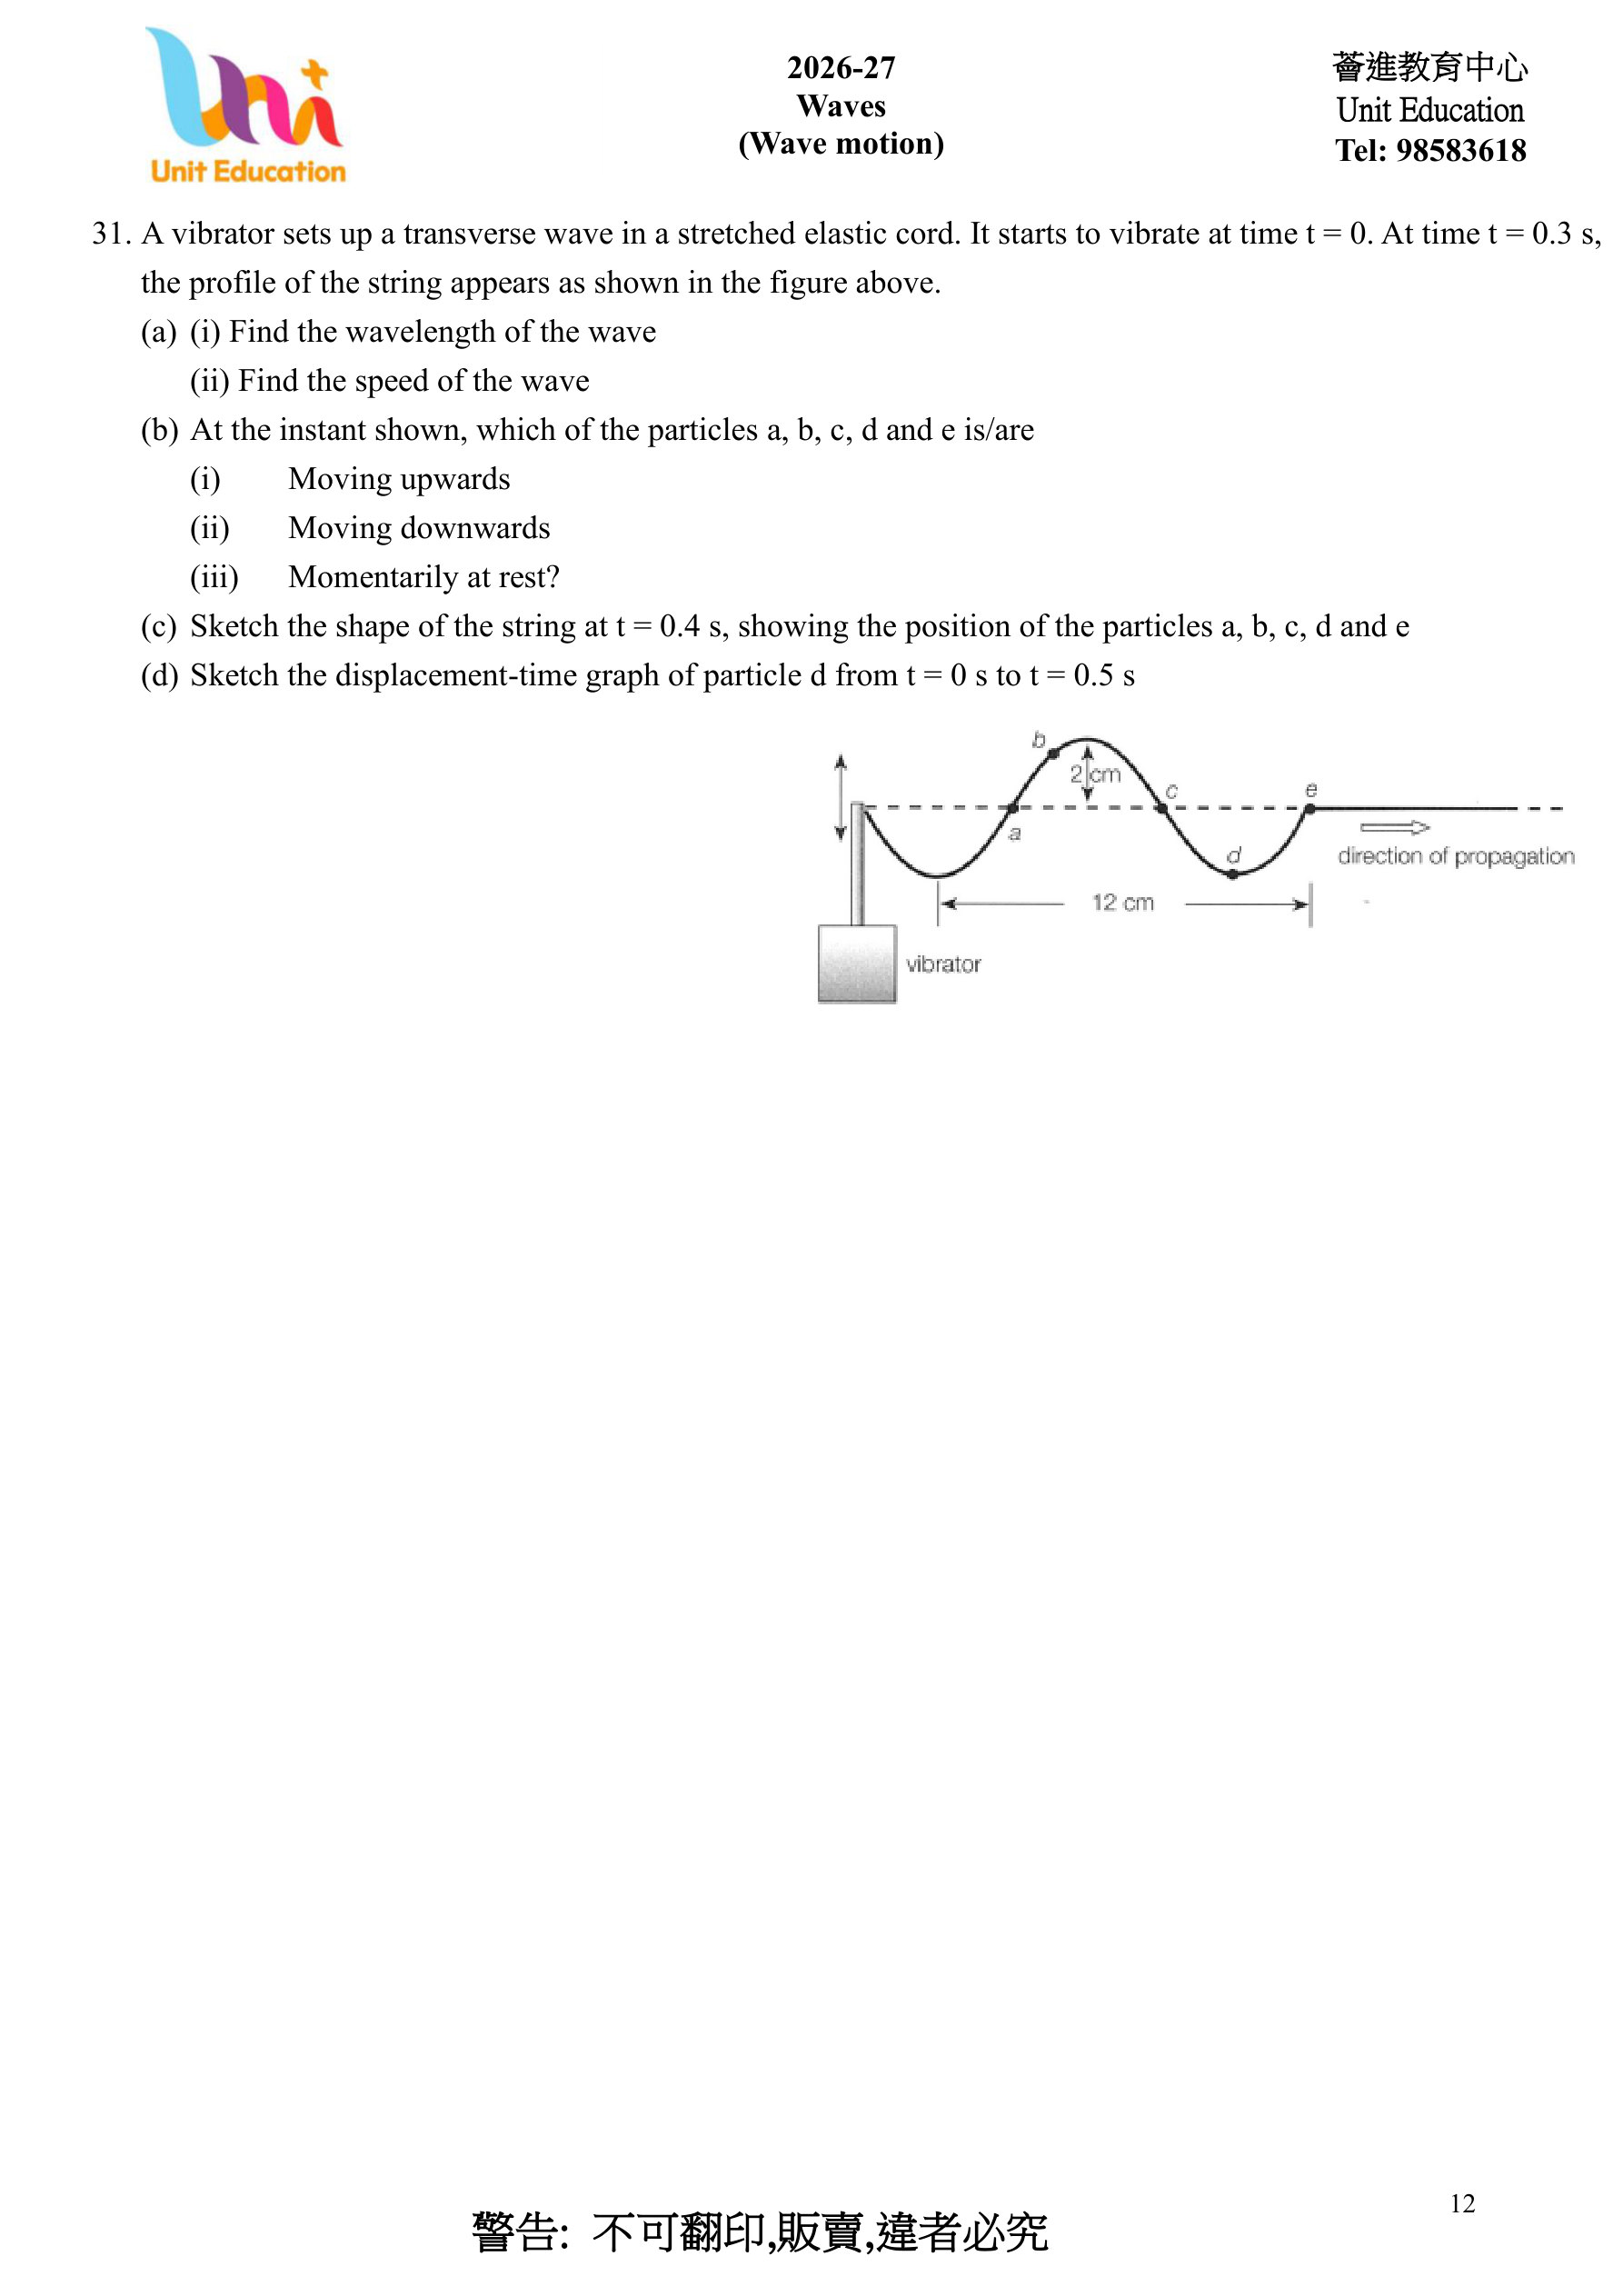 Unit Education
2026-27
Waves
(Wave motion)
薈進教育中心
Unit Education
Tel: 98583618
31. A vibrator sets up a transverse wave in a stretched elastic cord. It starts to vibrate at time t = 0. At time t = 0.3 s,
the profile of the string appears as shown in the figure above.
(a) (i) Find the wavelength of the wave
(ii) Find the speed of the wave
(b) At the instant shown, which of the particles a, b, c, d and e is/are
(i) Moving upwards
(ii) Moving downwards
(iii) Momentarily at rest?
(c) Sketch the shape of the string at t = 0.4 s, showing the position of the particles a, b, c, d and e
(d) Sketch the displacement-time graph of particle d from t = 0 s to t = 0.5 s
b
2 cm
c
e
a
d
direction of propagation
12 cm
vibrator
12
警告: 不可翻印,販賣,違者必究